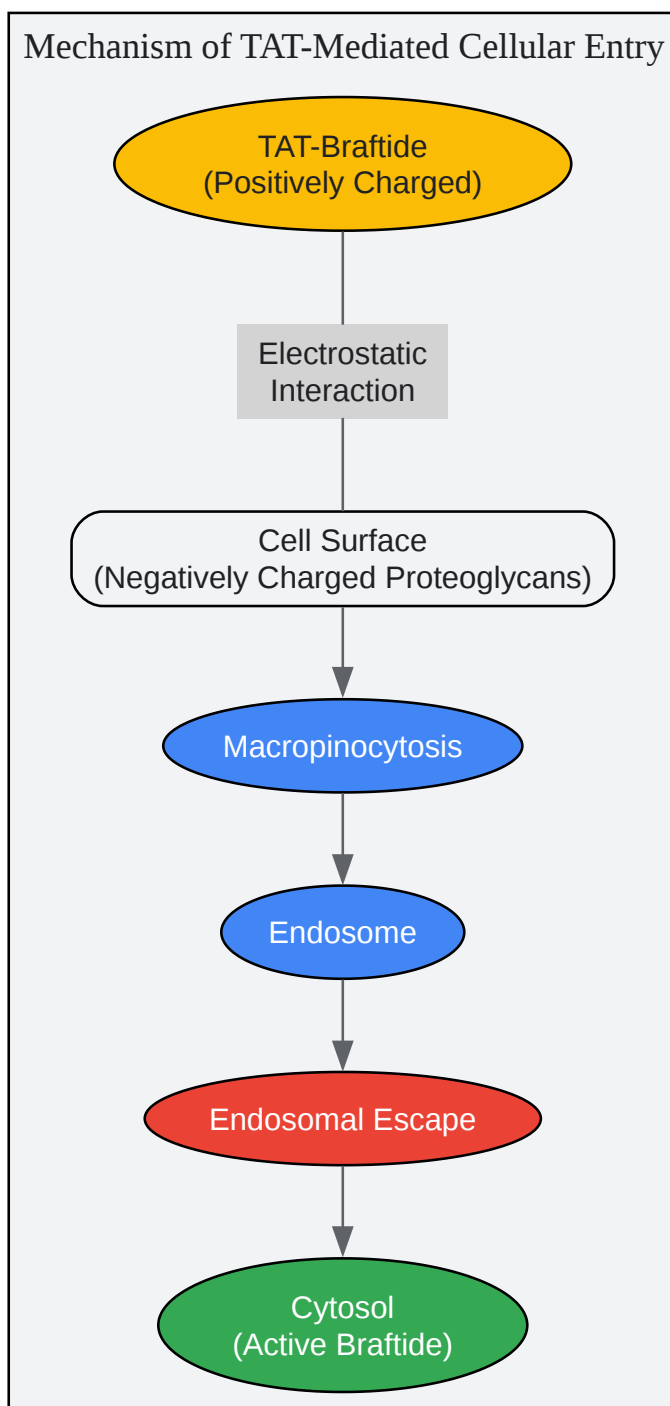 Mechanism of TAT-Mediated Cellular Entry
TAT-Braftide
(Positively Charged)
Electrostatic
Interaction
Cell Surface
(Negatively Charged Proteoglycans)
Macropinocytosis
Endosome
Endosomal Escape
Cytosol
(Active Braftide)